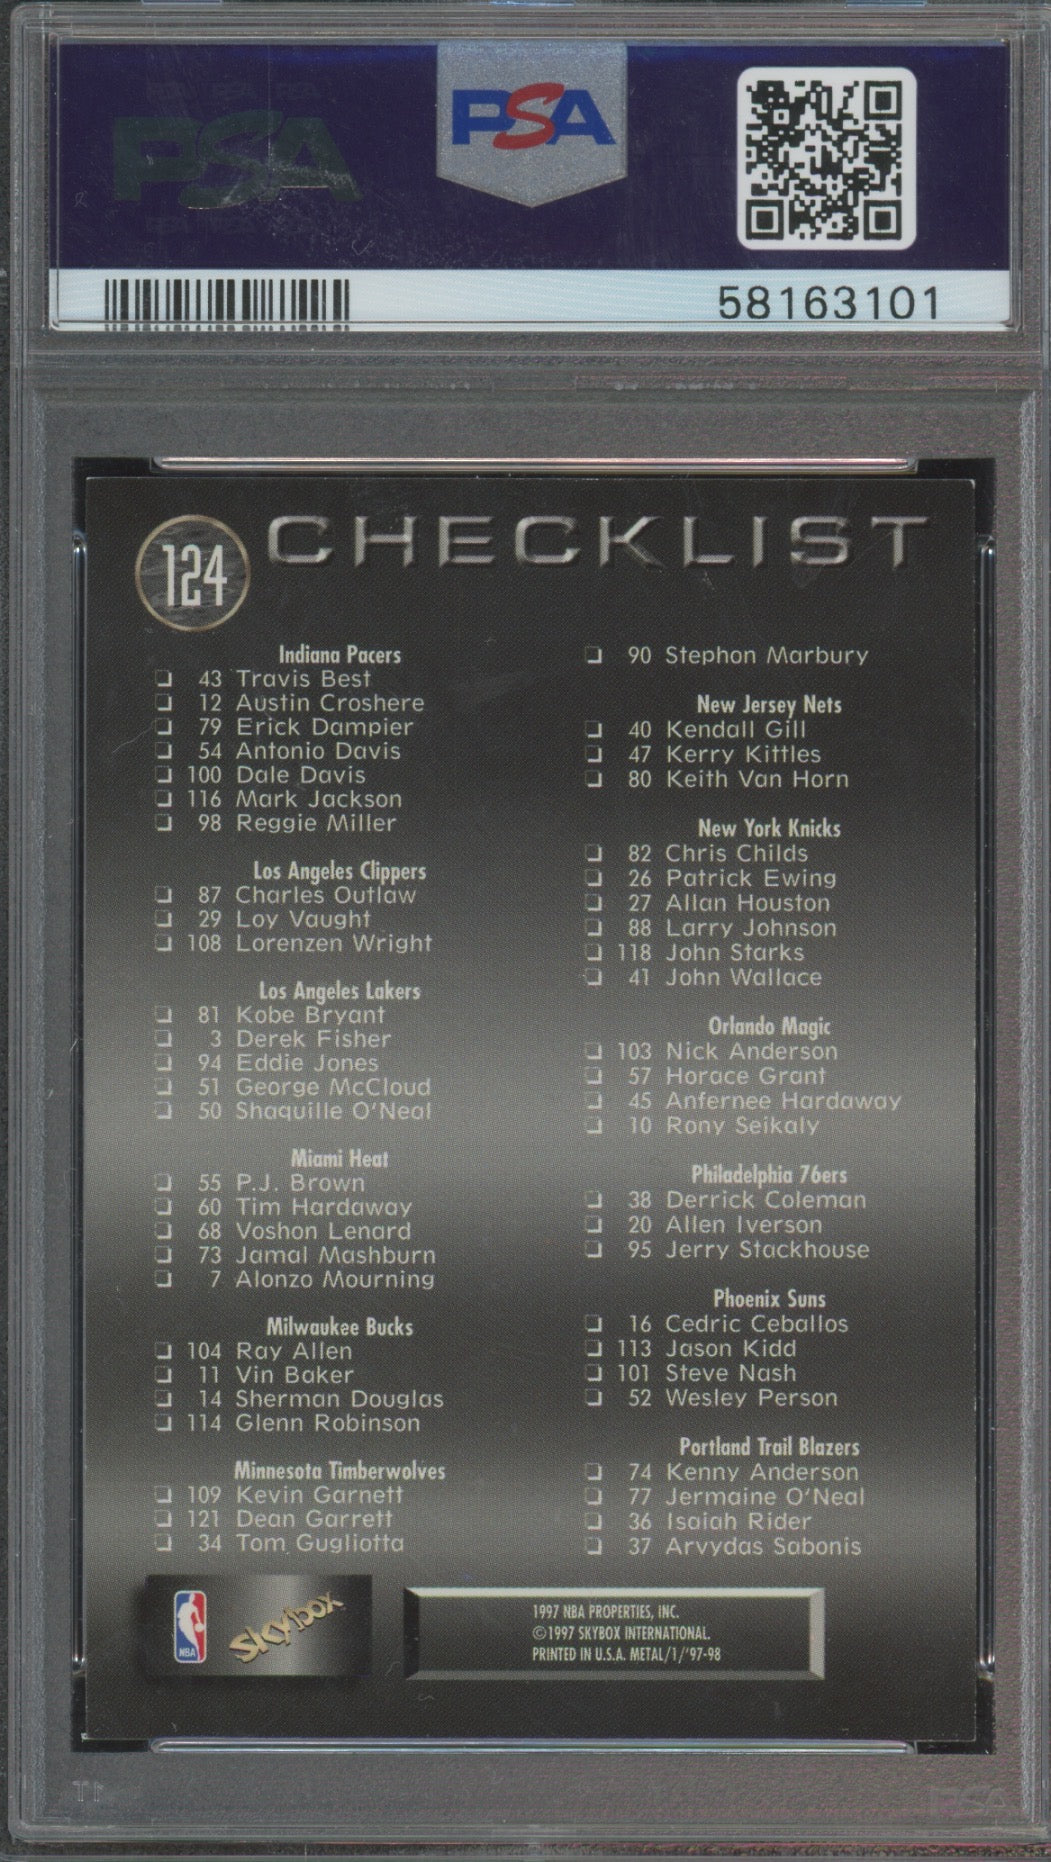 PSA
PSA
58163101
124
CHECKLIST
Indiana Pacers
43 Travis Best
12 Austin Croshere
79 Erick Dampier
54 Antonio Davis
100 Dale Davis
116 Mark Jackson
98 Reggie Miller
Los Angeles Clippers
87 Charles Outlaw
29 Loy Vaught
108 Lorenzen Wright
Los Angeles Lakers
81 Kobe Bryant
3 Derek Fisher
94 Eddie Jones
51 George McCloud
50 Shaquille O'Neal
Miami Heat
55 P.J. Brown
60 Tim Hardaway
68 Voshon Lenard
73 Jamal Mashburn
7 Alonzo Mourning
Milwaukee Bucks
104 Ray Allen
11 Vin Baker
14 Sherman Douglas
114 Glenn Robinson
Minnesota Timberwolves
109 Kevin Garnett
121 Dean Garrett
34 Tom Gugliotta
90 Stephon Marbury
New Jersey Nets
40 Kendall Gill
47 Kerry Kittles
80 Keith Van Horn
New York Knicks
82 Chris Childs
26 Patrick Ewing
27 Allan Houston
88 Larry Johnson
118 John Starks
41 John Wallace
Orlando Magic
103 Nick Anderson
57 Horace Grant
45 Anfernee Hardaway
10 Rony Seikaly
Philadelphia 76ers
38 Derrick Coleman
20 Allen Iverson
95 Jerry Stackhouse
Phoenix Suns
16 Cedric Ceballos
113 Jason Kidd
101 Steve Nash
52 Wesley Person
Portland Trail Blazers
74 Kenny Anderson
77 Jermaine O'Neal
36 Isaiah Rider
37 Arvydas Sabonis
NBA
SKYBOX
1997 NBA PROPERTIES, INC.
©1997 SKYBOX INTERNATIONAL.
PRINTED IN U.S.A. METAL/1/'97-98
PSA